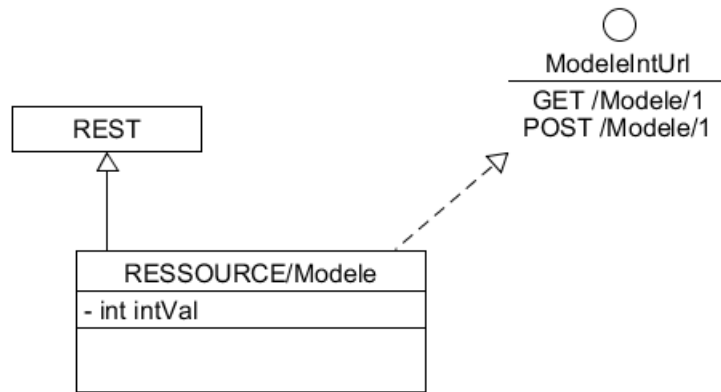 ModeleIntUrl
GET /Modele/1
POST /Modele/1
REST
RESSOURCE/Modele
- int intVal